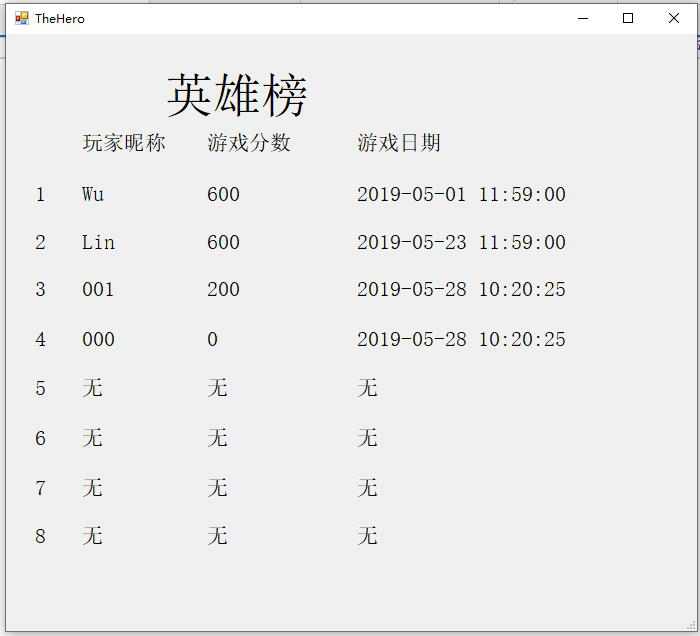 TheHero
英雄榜
玩家昵称 游戏分数 游戏日期
1 Wu 600 2019-05-01 11:59:00
2 Lin 600 2019-05-23 11:59:00
3 001 200 2019-05-28 10:20:25
4 000 0 2019-05-28 10:20:25
5 无 无 无
6 无 无 无
7 无 无 无
8 无 无 无